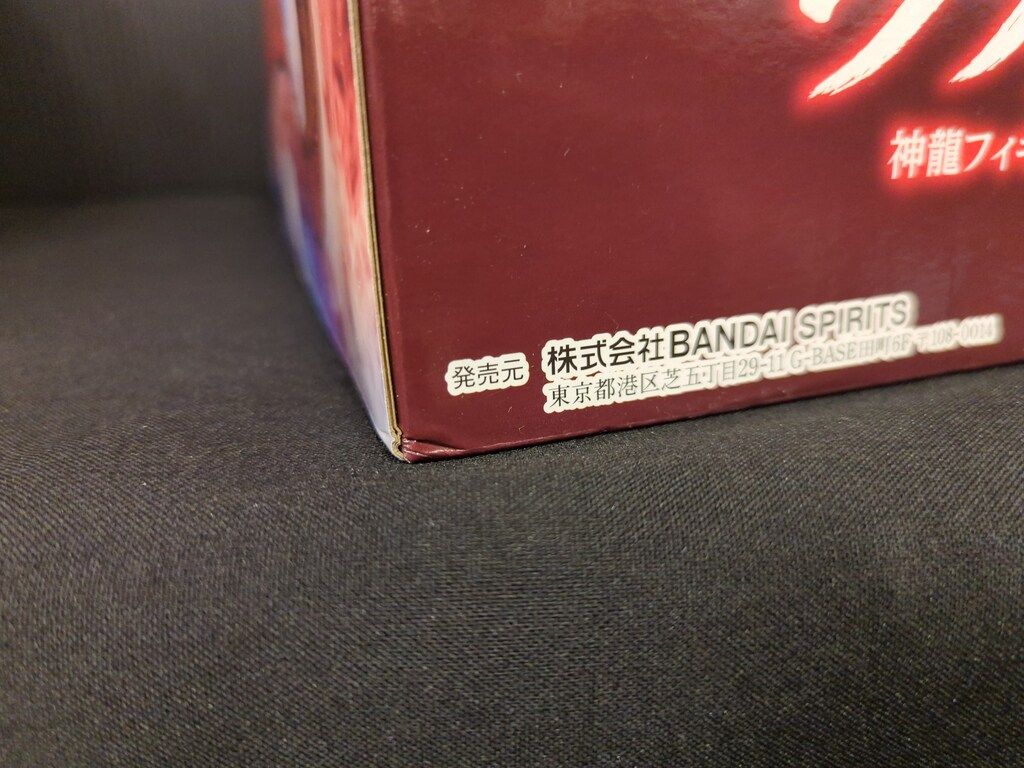 神龍フィ
発売元 株式会社BANDAI SPIRITS
東京都港区芝五丁目29-11 G-BASE田町6F 〒108-0014